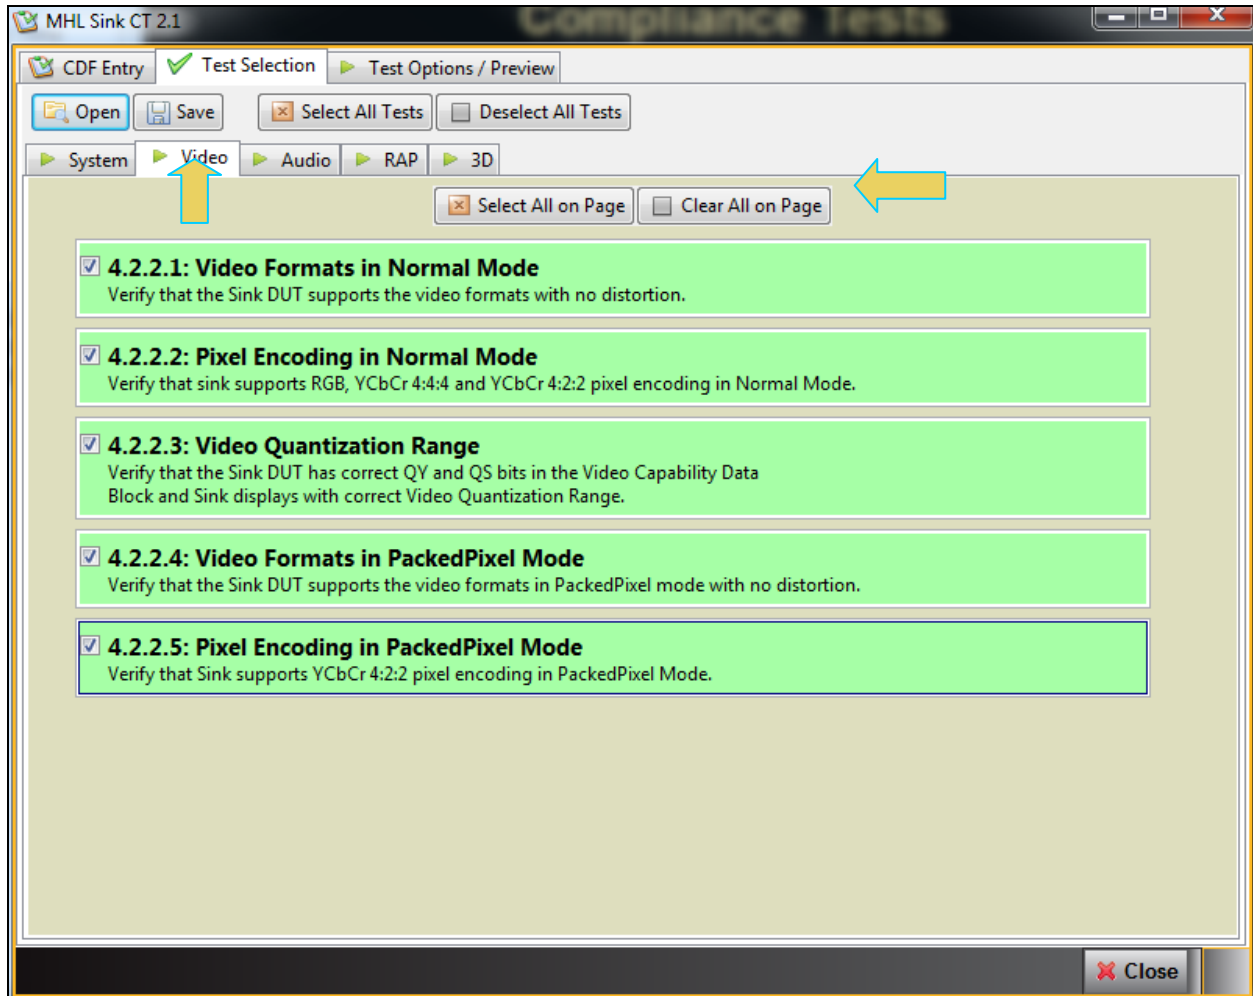 MHL Sink CT 2.1
Compliance Tests
CDF Entry
Test Selection
Test Options / Preview
Open
Save
Select All Tests
Deselect All Tests
System
Video
Audio
RAP
3D
Select All on Page
Clear All on Page
4.2.2.1: Video Formats in Normal Mode
Verify that the Sink DUT supports the video formats with no distortion.
4.2.2.2: Pixel Encoding in Normal Mode
Verify that sink supports RGB, YCbCr 4:4:4 and YCbCr 4:2:2 pixel encoding in Normal Mode.
4.2.2.3: Video Quantization Range
Verify that the Sink DUT has correct QY and QS bits in the Video Capability Data
Block and Sink displays with correct Video Quantization Range.
4.2.2.4: Video Formats in PackedPixel Mode
Verify that the Sink DUT supports the video formats in PackedPixel mode with no distortion.
4.2.2.5: Pixel Encoding in PackedPixel Mode
Verify that Sink supports YCbCr 4:2:2 pixel encoding in PackedPixel Mode.
Close